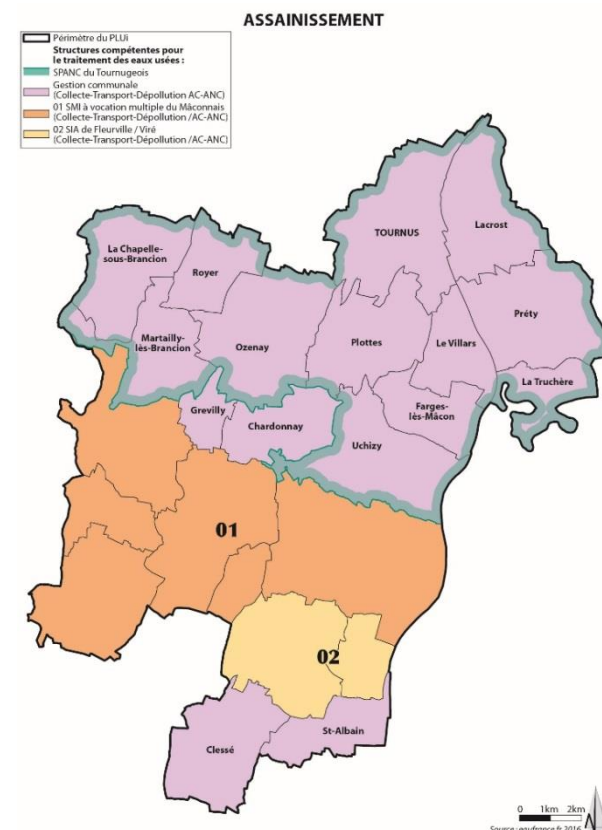 ASSAINISSEMENT
Périmètre du PLUi
Structures compétentes pour
le traitement des eaux usées :
SPANC du Tournugeois
Gestion communale
(Collecte-Transport-Dépollution AC-ANC)
01 SMI à vocation multiple du Mâconnais
(Collecte-Transport-Dépollution /AC-ANC)
02 SIA de Fleurville / Viré
(Collecte-Transport-Dépollution /AC-ANC)
TOURNUS
Lacrost
La Chapelle-
sous-Brancion
Royer
Préty
Martailly-
lès-Brancion
Ozenay
Plottes
Le Villars
La Truchère
Grevilly
Chardonnay
Farges-
lès-Mâcon
Uchizy
01
02
St-Albain
Clessé
0 1km 2km
N
Source : eaufrance.fr 2016